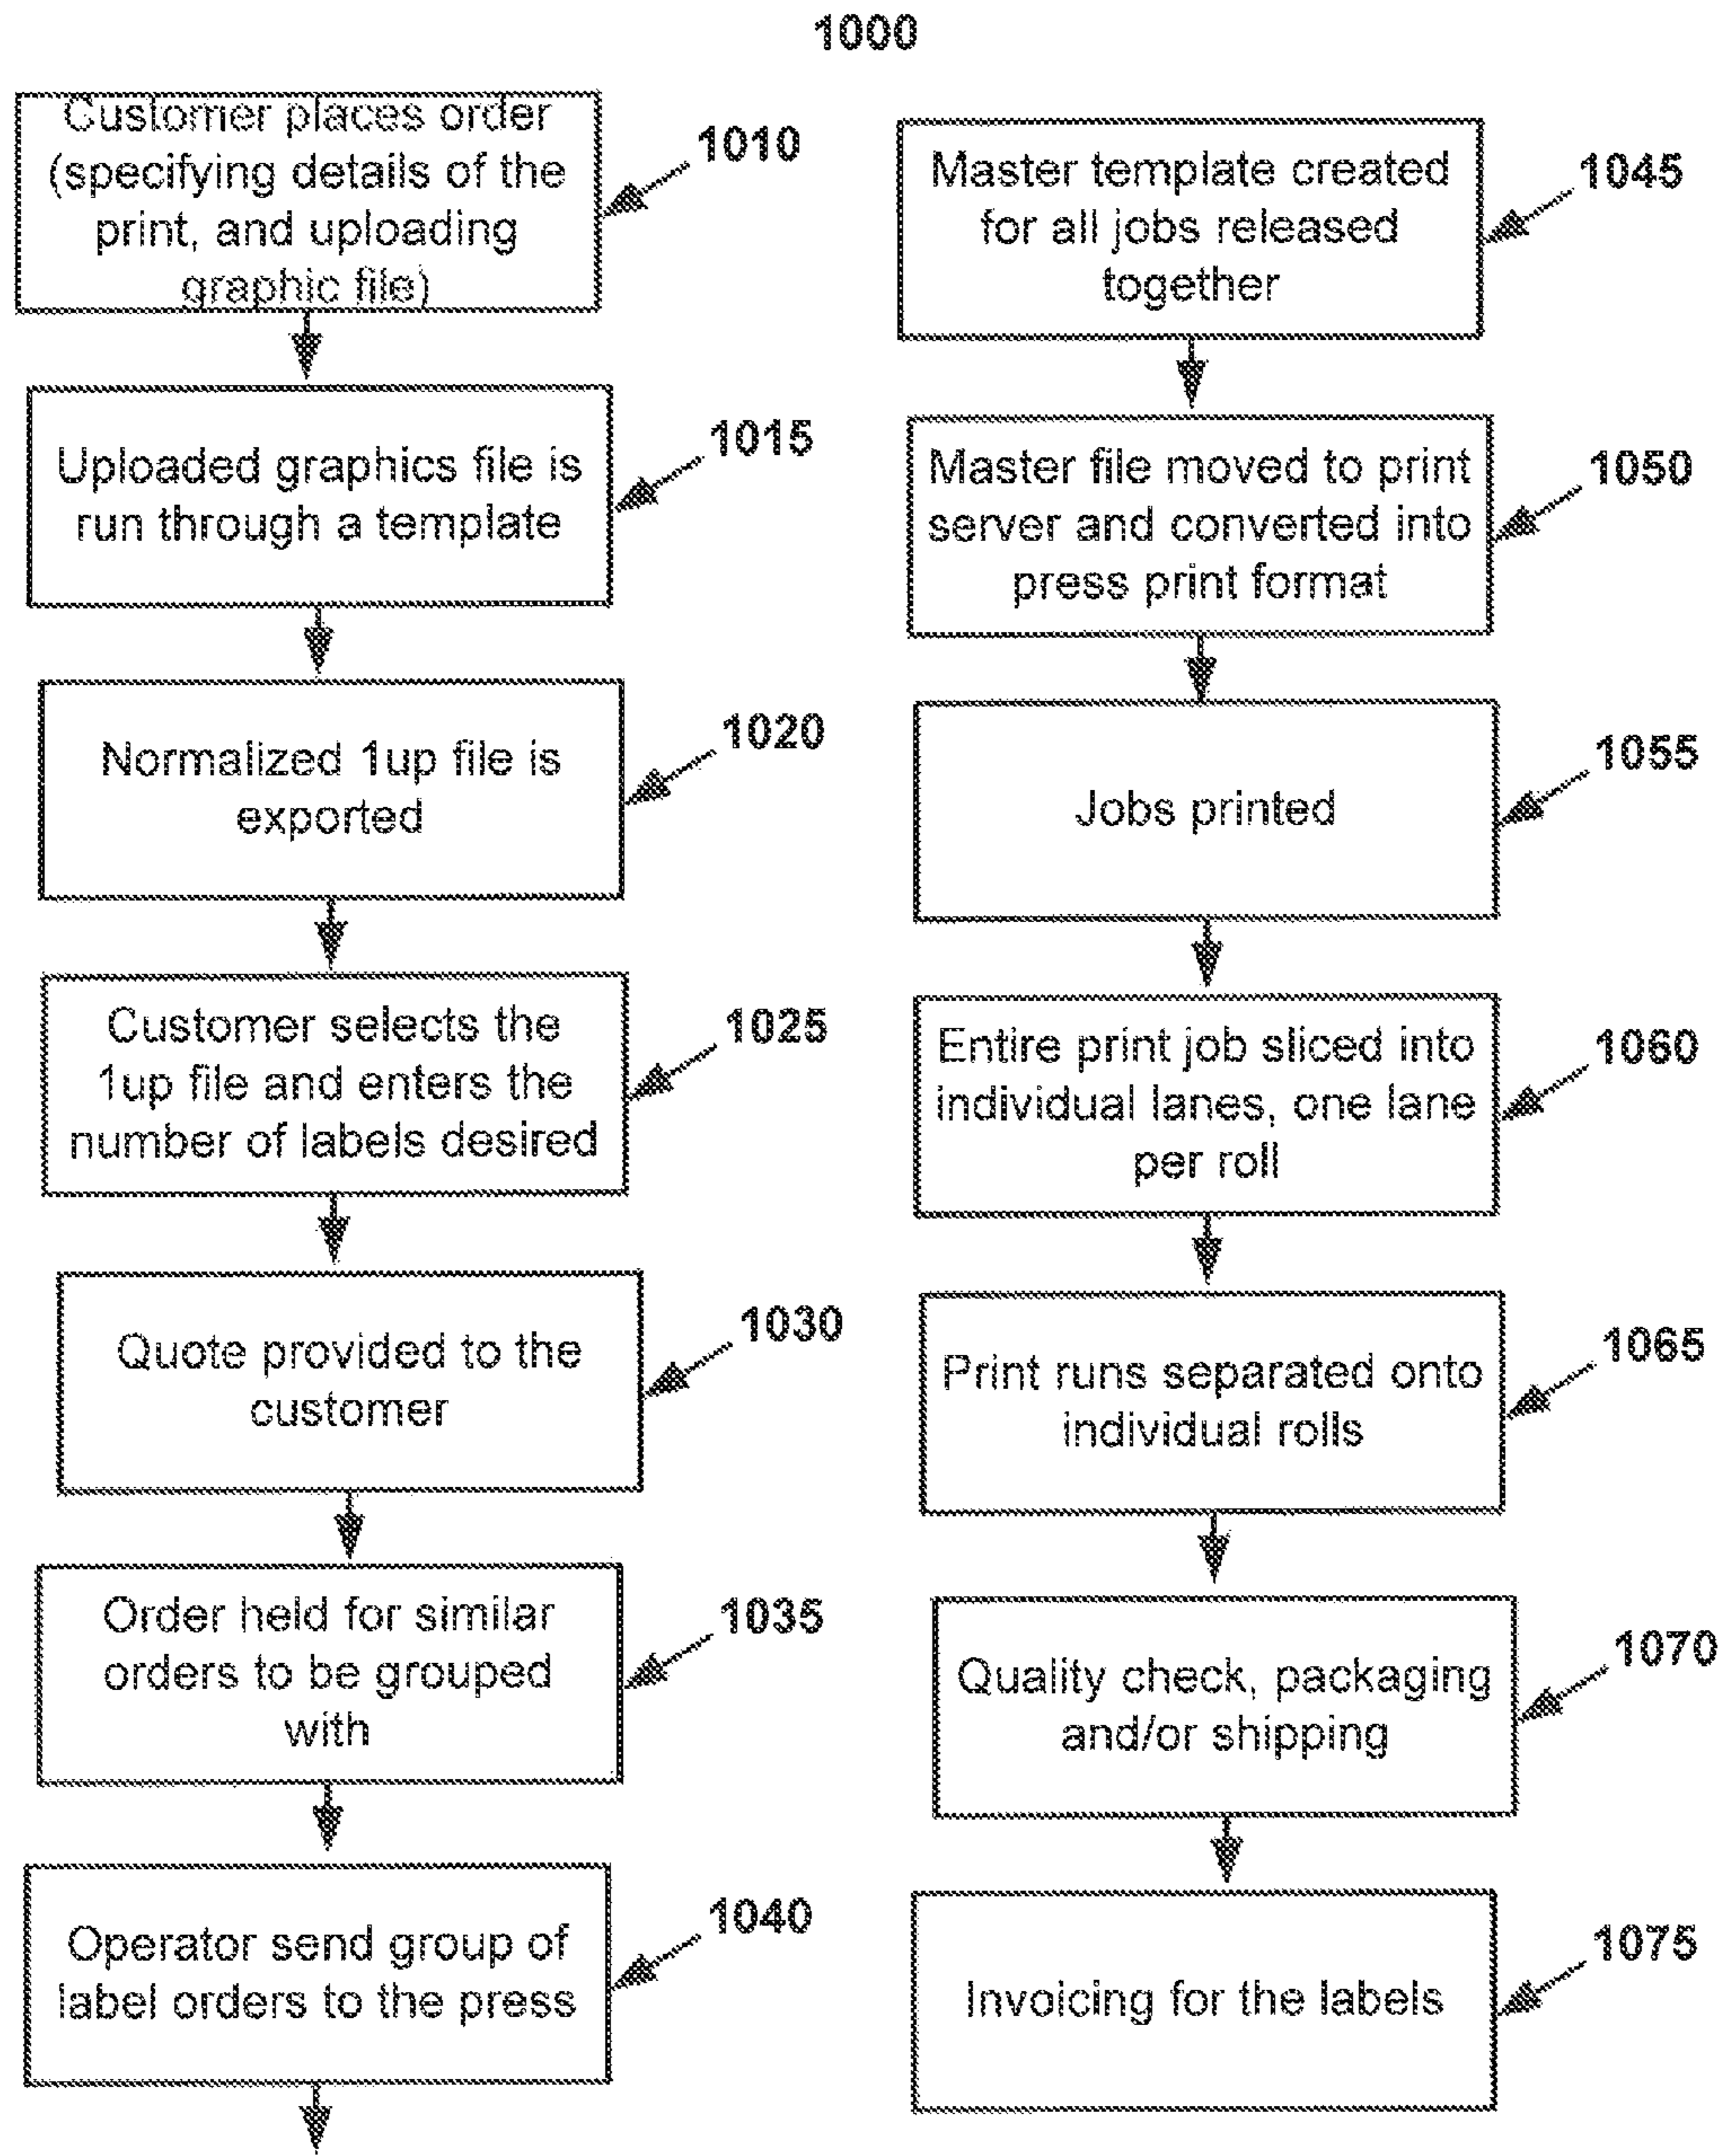 1000
Customer places order
(specifying details of the
print, and uploading
graphic file)
1010
Uploaded graphics file is
run through a template
1015
Normalized 1up file is
exported
1020
Customer selects the
1up file and enters the
number of labels desired
1025
Quote provided to the
customer
1030
Order held for similar
orders to be grouped
with
1035
Operator send group of
label orders to the press
1040
Master template created
for all jobs released
together
1045
Master file moved to print
server and converted into
press print format
1050
Jobs printed
1055
Entire print job sliced into
individual lanes, one lane
per roll
1060
Print runs separated onto
individual rolls
1065
Quality check, packaging
and/or shipping
1070
Invoicing for the labels
1075